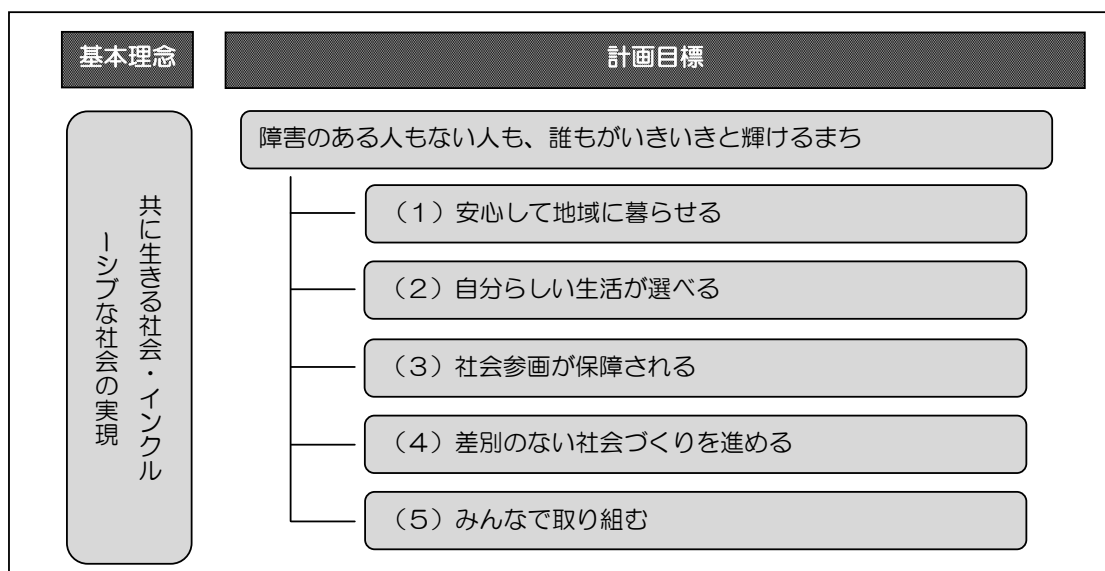 基本理念
計画目標
共に生きる社会・インクル
ーシブな社会の実現
障害のある人もない人も、誰もがいきいきと輝けるまち
（１）安心して地域に暮らせる
（２）自分らしい生活が選べる
（３）社会参画が保障される
（４）差別のない社会づくりを進める
（５）みんなで取り組む